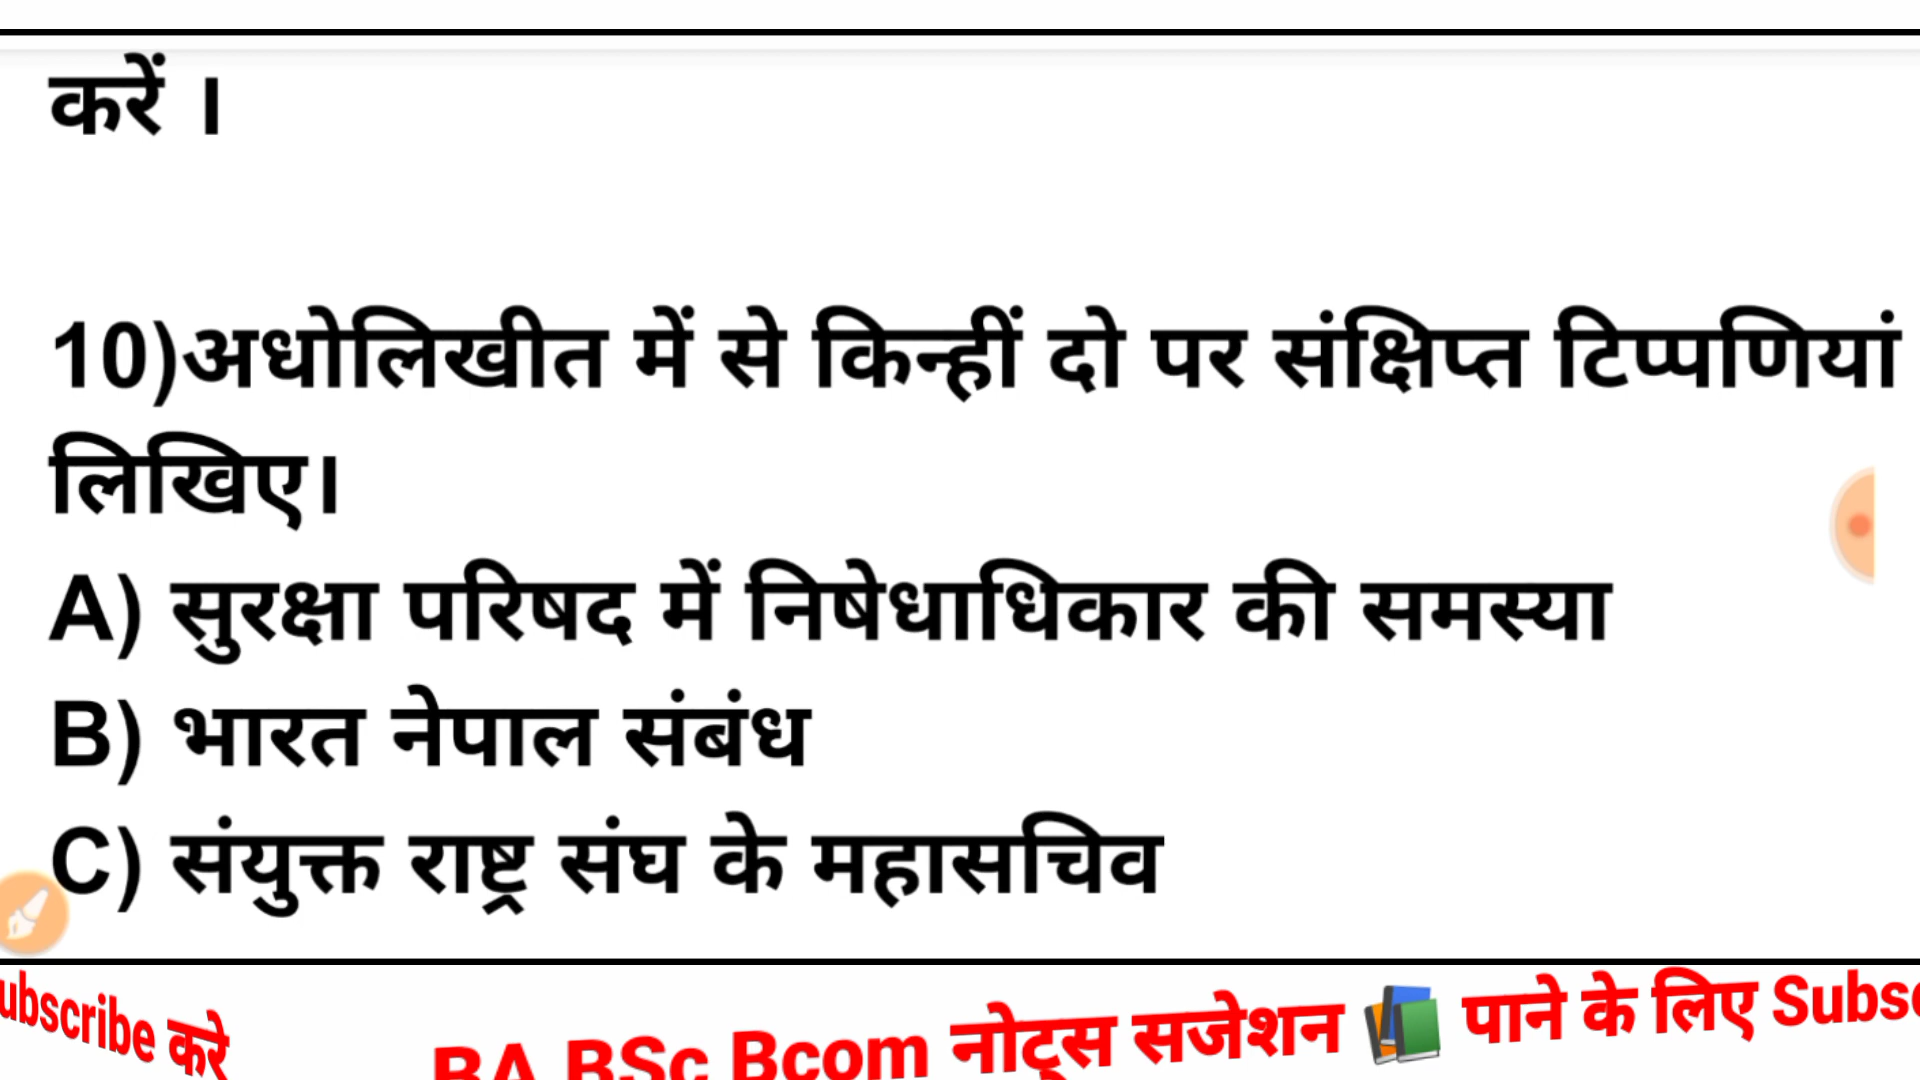 करें ।
10)अधोलिखीत में से किन्हीं दो पर संक्षिप्त टिप्पणियां
लिखिए।
A) सुरक्षा परिषद में निषेधाधिकार की समस्या
B) भारत नेपाल संबंध
C) संयुक्त राष्ट्र संघ के महासचिव
ubscribe करे
BA BSc Bcom नोट्स सजेशन 📚 पाने के लिए Subsc